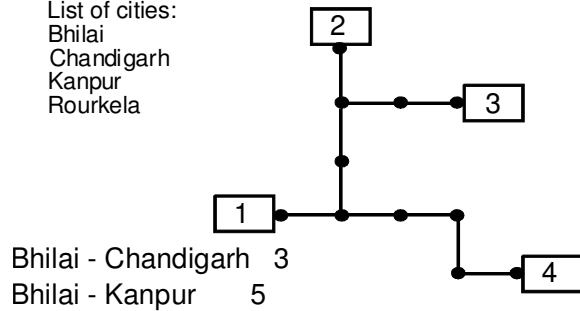 List of cities:
Bhilai
Chandigarh
Kanpur
Rourkela
2
3
1
4
Bhilai - Chandigarh 3
Bhilai - Kanpur 5